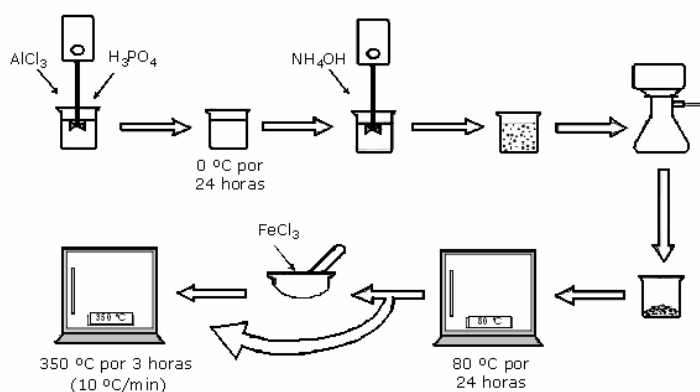 AlCl3
H3PO4
0 ºC por
24 horas
NH4OH
FeCl3
350 ºC
350 ºC por 3 horas
(10 ºC/min)
80 ºC
80 ºC por
24 horas